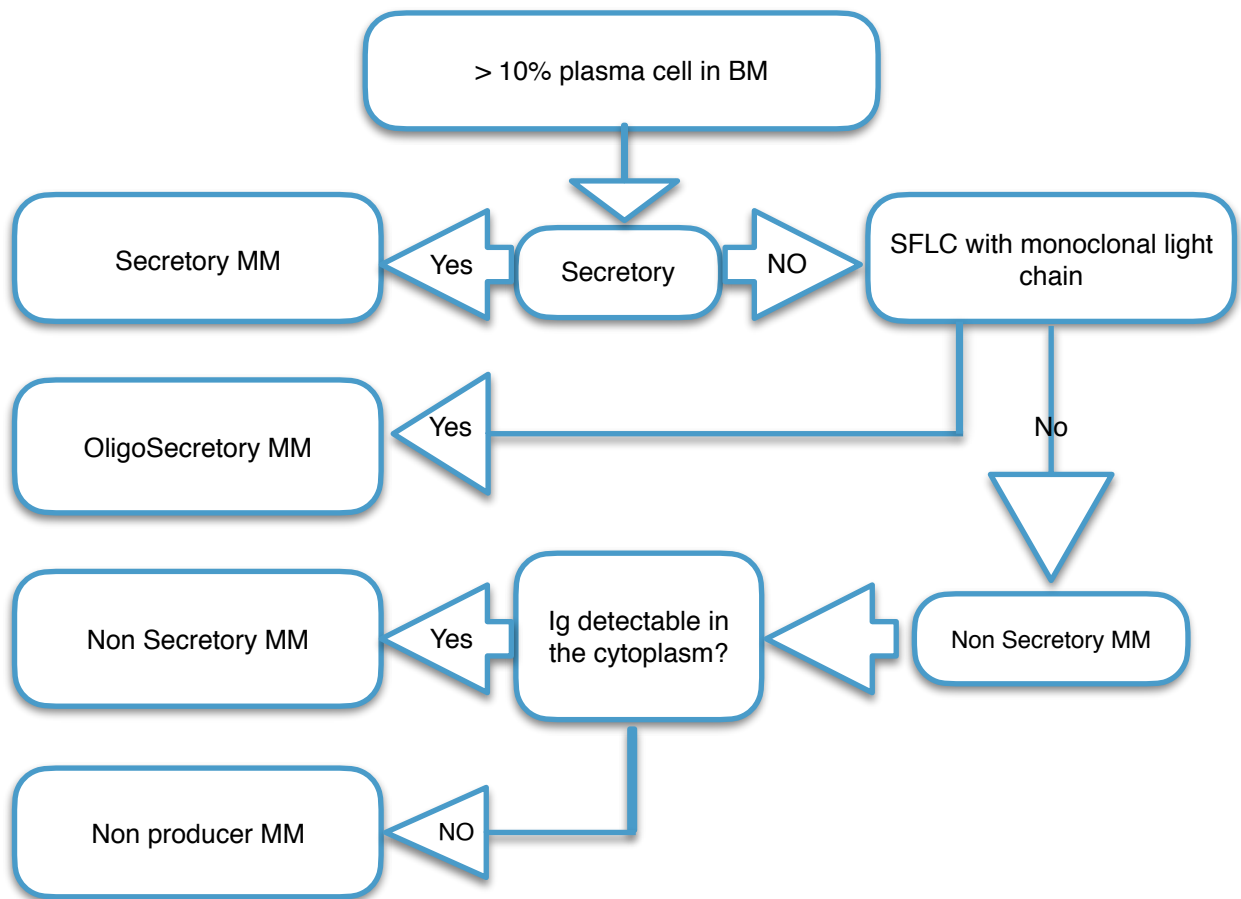 > 10% plasma cell in BM
Secretory MM
Yes
Secretory
NO
SFLC with monoclonal light
chain
OligoSecretory MM
Yes
No
Non Secretory MM
Yes
Ig detectable in
the cytoplasm?
Non Secretory MM
Non producer MM
NO